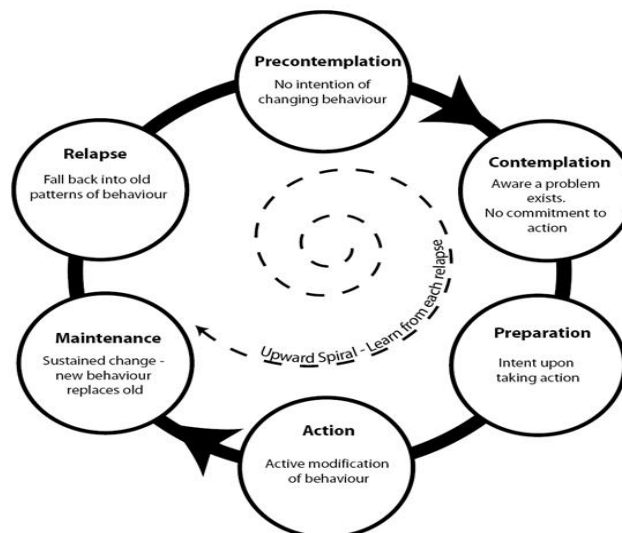 Precontemplation
No intention of
changing behaviour
Contemplation
Aware a problem
exists.
No commitment to
action
Preparation
Intent upon
taking action
Action
Active modification
of behaviour
Maintenance
Sustained change -
new behaviour
replaces old
Relapse
Fall back into old
patterns of behaviour
Upward Spiral - Learn from each relapse